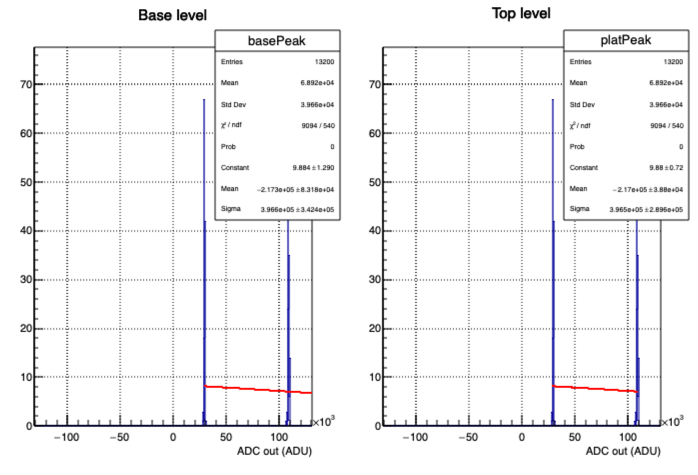 Base level
basePeak
Entries 13200
Mean 6.892e+04
Std Dev 3.966e+04
χ² / ndf 9094 / 540
Prob 0
Constant 9.884 ± 1.290
Mean −2.173e+05 ± 8.318e+04
Sigma 3.966e+05 ± 3.424e+05
70
60
50
40
30
20
10
0
−100 −50 0 50 100
×10³
ADC out (ADU)
Top level
platPeak
Entries 13200
Mean 6.892e+04
Std Dev 3.966e+04
χ² / ndf 9094 / 540
Prob 0
Constant 9.88 ± 0.72
Mean −2.17e+05 ± 3.88e+04
Sigma 3.965e+05 ± 2.896e+05
70
60
50
40
30
20
10
0
−100 −50 0 50 100
×10³
ADC out (ADU)